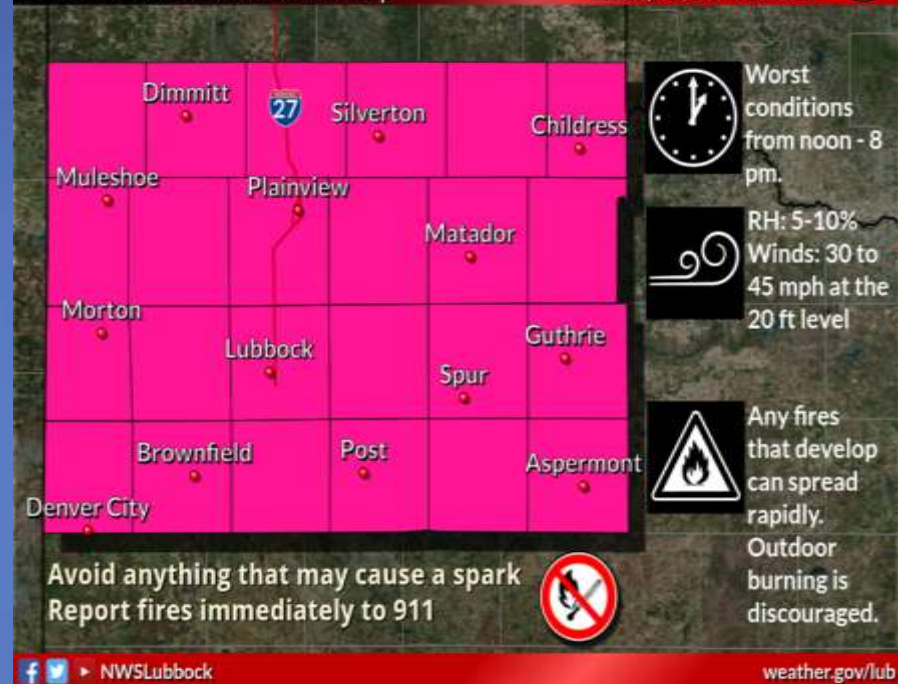 Dimmitt
27
Silverton
Childress
Muleshoe
Plainview
Matador
Morton
Lubbock
Guthrie
Spur
Brownfield
Post
Aspermont
Denver City
Worst
conditions
from noon - 8
pm.
RH: 5-10%
Winds: 30 to
45 mph at the
20 ft level
Any fires
that develop
can spread
rapidly.
Outdoor
burning is
discouraged.
Avoid anything that may cause a spark
Report fires immediately to 911
NWSLubbock
weather.gov/lub